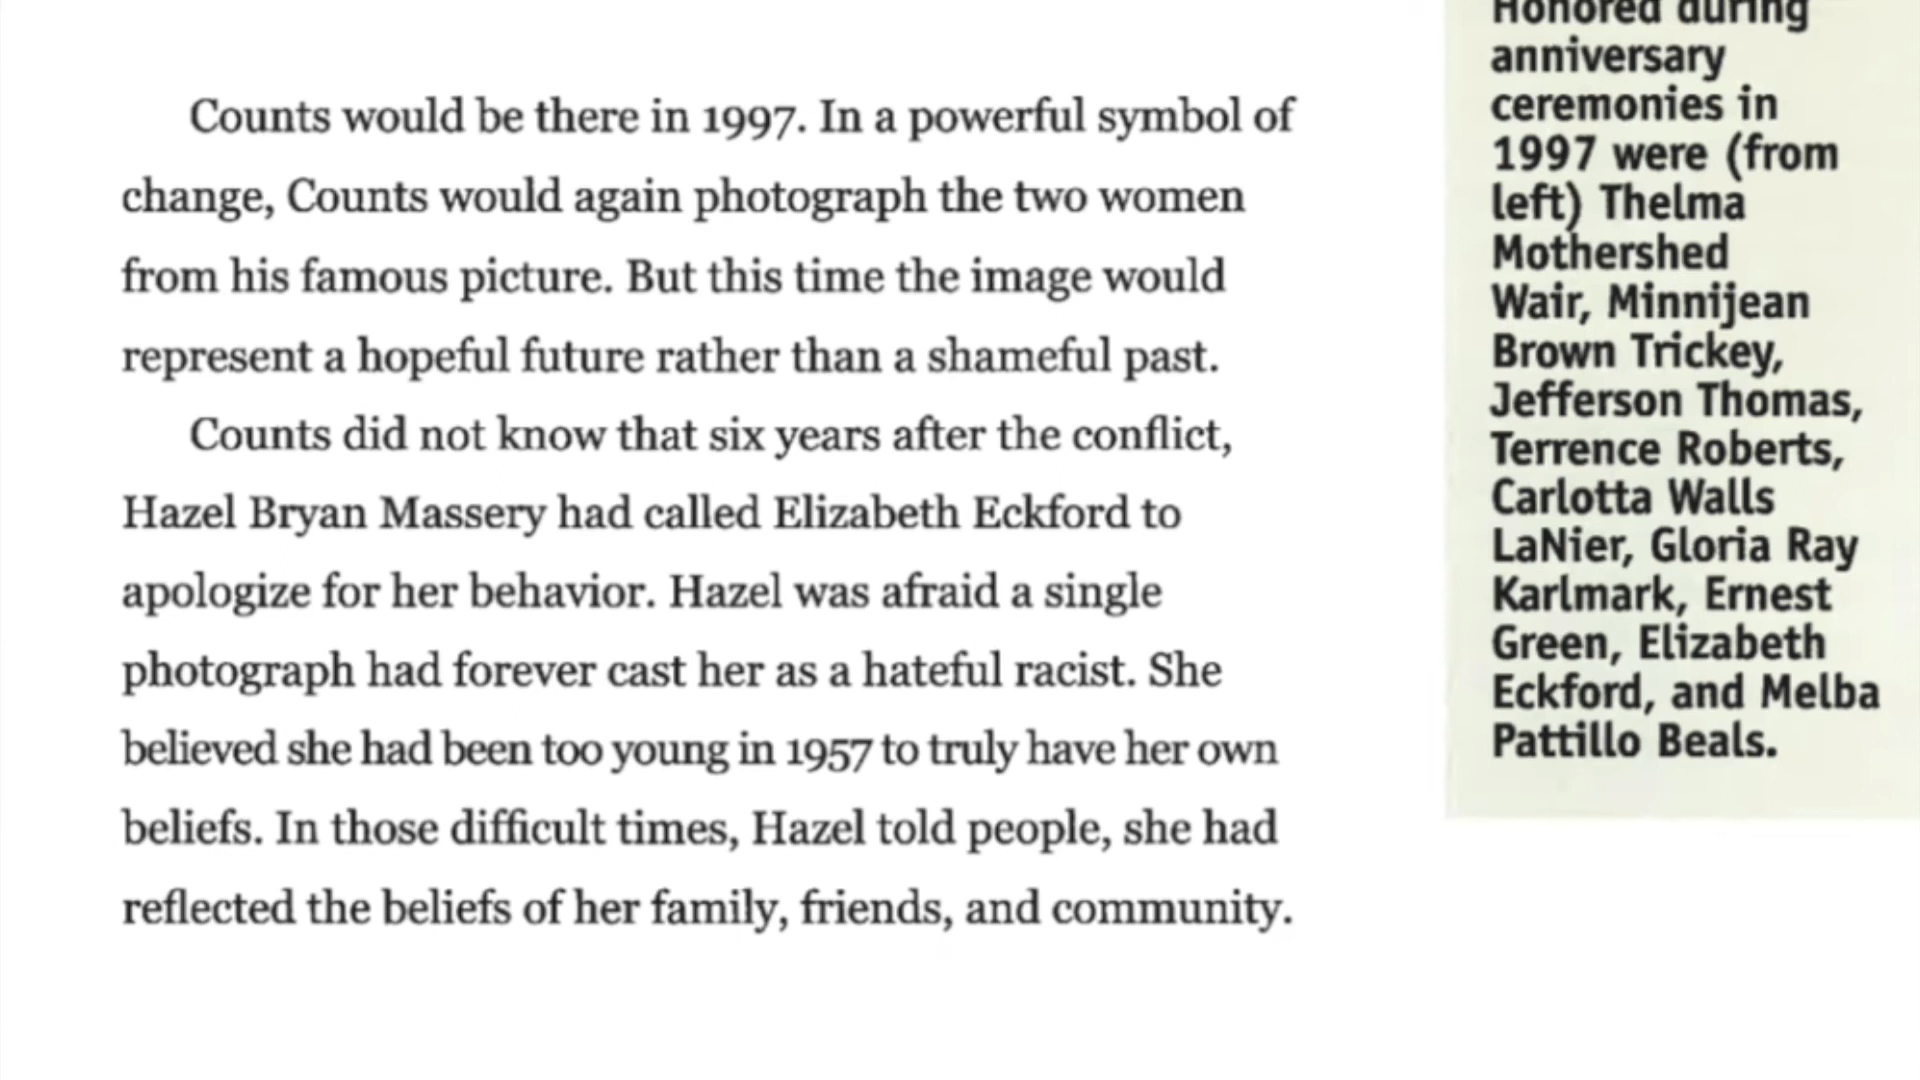 Counts would be there in 1997. In a powerful symbol of
change, Counts would again photograph the two women
from his famous picture. But this time the image would
represent a hopeful future rather than a shameful past.
Counts did not know that six years after the conflict,
Hazel Bryan Massery had called Elizabeth Eckford to
apologize for her behavior. Hazel was afraid a single
photograph had forever cast her as a hateful racist. She
believed she had been too young in 1957 to truly have her own
beliefs. In those difficult times, Hazel told people, she had
reflected the beliefs of her family, friends, and community.
Honored during
anniversary
ceremonies in
1997 were (from
left) Thelma
Mothershed
Wair, Minnijean
Brown Trickey,
Jefferson Thomas,
Terrence Roberts,
Carlotta Walls
LaNier, Gloria Ray
Karlmark, Ernest
Green, Elizabeth
Eckford, and Melba
Pattillo Beals.